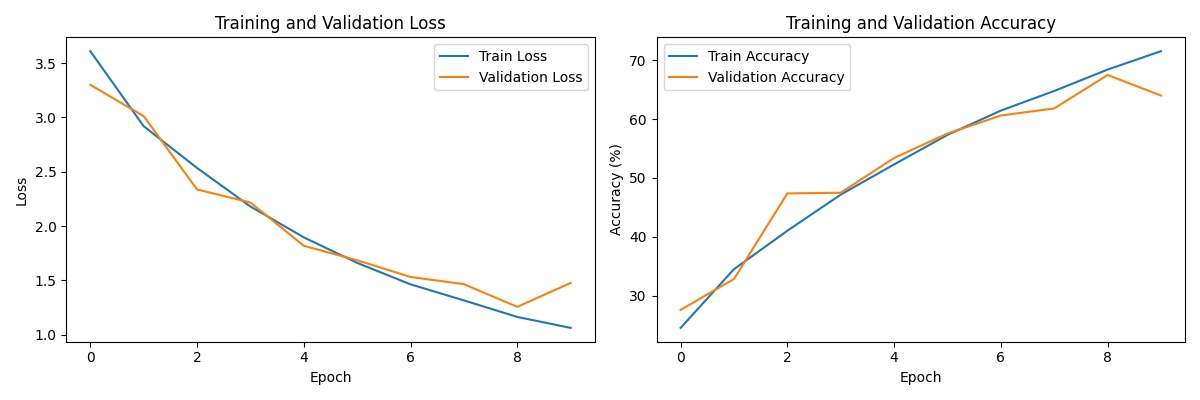 Training and Validation Loss
Train Loss
Validation Loss
3.5
3.0
2.5
2.0
1.5
1.0
Loss
0 2 4 6 8
Epoch
Training and Validation Accuracy
Train Accuracy
Validation Accuracy
70
60
50
40
30
Accuracy (%)
0 2 4 6 8
Epoch